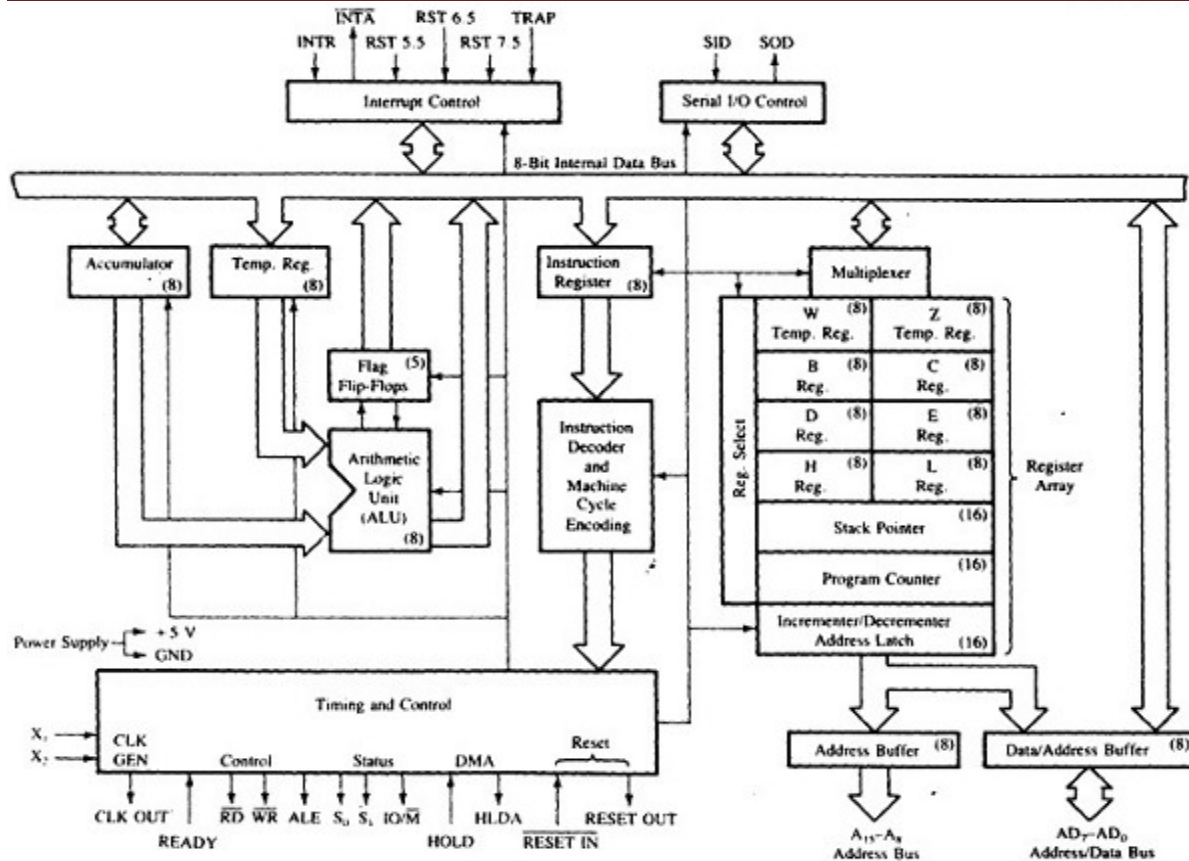 INTA RST 6.5 TRAP
INTR RST 5.5 RST 7.5
SID SOD
Interrupt Control
Serial I/O Control
8-Bit Internal Data Bus
Accumulator
(8)
Temp. Reg.
(8)
Instruction
Register
(8)
Multiplexer
W (8)
Temp. Reg.
Z (8)
Temp. Reg.
B (8)
Reg.
C (8)
Reg.
D (8)
Reg.
E (8)
Reg.
H (8)
Reg.
L (8)
Reg.
Stack Pointer (16)
Program Counter (16)
Incrementer/Decrementer
Address Latch (16)
Reg. Select
Register
Array
Flag (5)
Flip-Flops
Arithmetic
Logic
Unit
(ALU)
(8)
Instruction
Decoder
and
Machine
Cycle
Encoding
Power Supply
+5 V
GND
Timing and Control
X₁
X₂
CLK
GEN
Control
Status
DMA
Reset
CLK OUT
READY
RD WR ALE S₀ S₁ IO/M
HOLD
HLDA
RESET IN
RESET OUT
Address Buffer (8)
Data/Address Buffer (8)
A₁₅–A₈
Address Bus
AD₇–AD₀
Address/Data Bus